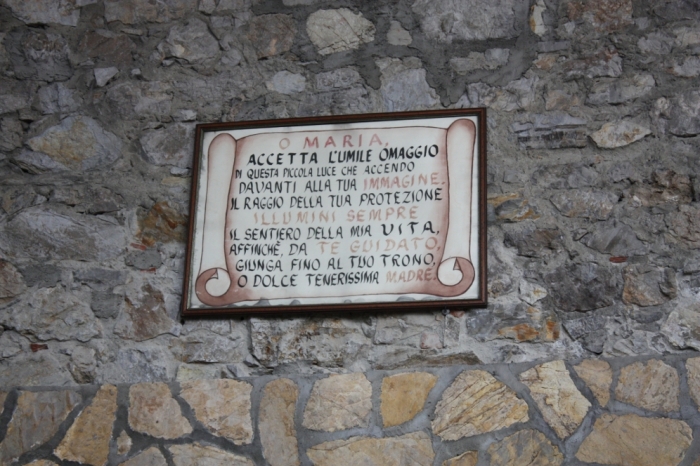 O MARIA,
ACCETTA L'UMILE OMAGGIO
DI QUESTA PICCOLA LUCE CHE ACCENDO
DAVANTI ALLA TUA IMMAGINE.
IL RAGGIO DELLA TUA PROTEZIONE
ILLUMINI SEMPRE
IL SENTIERO DELLA MIA VITA,
AFFINCHÈ, DA TE GUIDATO,
GIUNGA FINO AL TUO TRONO,
O DOLCE TENERISSIMA MADRE.